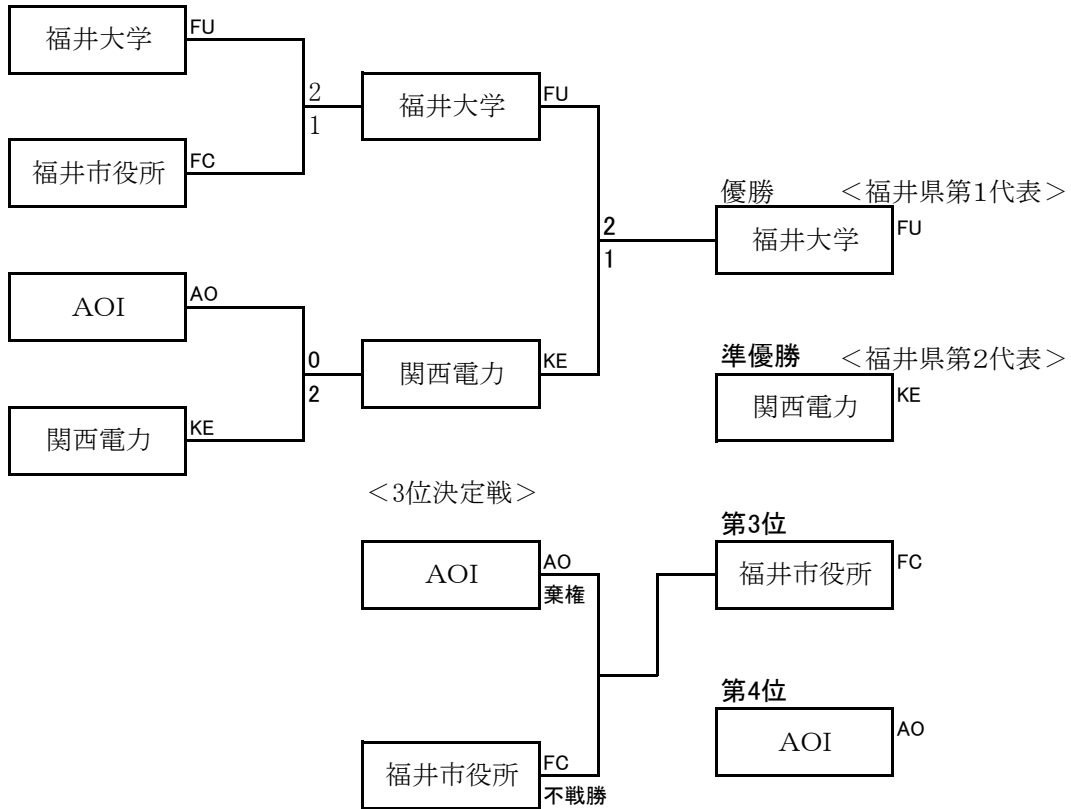 福井大学 FU
2
1
福井市役所 FC
福井大学 FU
AOI AO
0
2
関西電力 KE
関西電力 KE
2
1
優勝 ＜福井県第1代表＞
福井大学 FU
準優勝 ＜福井県第2代表＞
関西電力 KE
＜3位決定戦＞
AOI AO
棄権
福井市役所 FC
不戦勝
第3位
福井市役所 FC
第4位
AOI AO